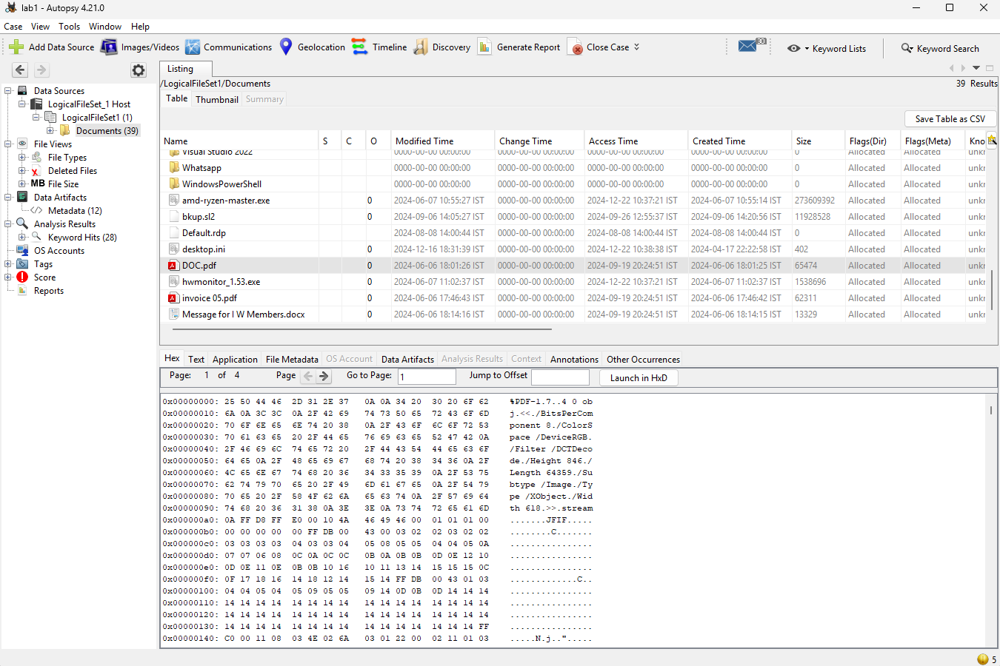 lab1 - Autopsy 4.21.0
Case View Tools Window Help
Add Data Source Images/Videos Communications Geolocation Timeline Discovery Generate Report Close Case 30 Keyword Lists Keyword Search
Data Sources
LogicalFileSet_1 Host
LogicalFileSet1 (1)
Documents (39)
File Views
File Types
Deleted Files
MB File Size
Data Artifacts
Metadata (12)
Analysis Results
Keyword Hits (28)
OS Accounts
Tags
Score
Reports
Listing
/LogicalFileSet1/Documents
39 Results
Table Thumbnail Summary
Save Table as CSV
Name S C O Modified Time Change Time Access Time Created Time Size Flags(Dir) Flags(Meta) Kno
Visual Studio 2022 0000-00-00 00:00:00 0000-00-00 00:00:00 0000-00-00 00:00:00 0000-00-00 00:00:00 0 Allocated Allocated unkr
Whatsapp 0000-00-00 00:00:00 0000-00-00 00:00:00 0000-00-00 00:00:00 0000-00-00 00:00:00 0 Allocated Allocated unkr
WindowsPowerShell 0000-00-00 00:00:00 0000-00-00 00:00:00 0000-00-00 00:00:00 0000-00-00 00:00:00 0 Allocated Allocated unkr
amd-ryzen-master.exe 0 2024-06-07 10:55:27 IST 0000-00-00 00:00:00 2024-12-22 10:37:21 IST 2024-06-07 10:55:14 IST 273609392 Allocated Allocated unkr
bkup.sl2 0 2024-09-06 14:05:27 IST 0000-00-00 00:00:00 2024-09-26 12:55:37 IST 2024-09-06 14:20:56 IST 11928528 Allocated Allocated unkr
Default.rdp 0 2024-08-08 14:00:44 IST 0000-00-00 00:00:00 2024-08-08 14:00:44 IST 2024-08-08 14:00:44 IST 0 Allocated Allocated unkr
desktop.ini 0 2024-12-16 18:31:39 IST 0000-00-00 00:00:00 2024-12-22 10:38:38 IST 2024-04-17 22:22:58 IST 402 Allocated Allocated unkr
DOC.pdf 0 2024-06-06 18:01:26 IST 0000-00-00 00:00:00 2024-09-19 20:24:51 IST 2024-06-06 18:01:25 IST 65474 Allocated Allocated unkr
hwmonitor_1.53.exe 0 2024-06-07 11:02:37 IST 0000-00-00 00:00:00 2024-12-22 10:37:21 IST 2024-06-07 11:02:37 IST 1538696 Allocated Allocated unkr
invoice 05.pdf 0 2024-06-06 17:46:43 IST 0000-00-00 00:00:00 2024-09-19 20:24:51 IST 2024-06-06 17:46:42 IST 62311 Allocated Allocated unkr
Message for I W Members.docx 0 2024-06-06 18:14:16 IST 0000-00-00 00:00:00 2024-09-19 20:24:51 IST 2024-06-06 18:14:15 IST 13329 Allocated Allocated unkr
Hex Text Application File Metadata OS Account Data Artifacts Analysis Results Context Annotations Other Occurrences
Page: 1 of 4 Page Go to Page: 1 Jump to Offset Launch in HxD
0x00000000: 25 50 44 46 2D 31 2E 37 0A 0A 34 20 30 20 6F 62 %PDF-1.7..4 0 ob
0x00000010: 6A 0A 3C 3C 0A 2F 42 69 74 73 50 65 72 43 6F 6D j.<<./BitsPerCom
0x00000020: 70 6F 6E 65 6E 74 20 38 0A 2F 43 6F 6C 6F 72 53 ponent 8./ColorS
0x00000030: 70 61 63 65 20 2F 44 65 76 69 63 65 52 47 42 0A pace /DeviceRGB.
0x00000040: 2F 46 69 6C 74 65 72 20 2F 44 43 54 44 65 63 6F /Filter /DCTDeco
0x00000050: 64 65 0A 2F 48 65 69 67 68 74 20 38 34 36 0A 2F de./Height 846./
0x00000060: 4C 65 6E 67 74 68 20 36 34 33 35 39 0A 2F 53 75 Length 64359./Su
0x00000070: 62 74 79 70 65 20 2F 49 6D 61 67 65 0A 2F 54 79 btype /Image./Ty
0x00000080: 70 65 20 2F 58 4F 62 6A 65 63 74 0A 2F 57 69 64 pe /XObject./Wid
0x00000090: 74 68 20 36 31 38 0A 3E 3E 0A 73 74 72 65 61 6D th 618.>>.stream
0x000000a0: 0A FF D8 FF E0 00 10 4A 46 49 46 00 01 01 01 00 .......JFIF.....
0x000000b0: 00 00 00 00 00 FF DB 00 43 00 03 02 02 03 02 02 ........C.......
0x000000c0: 03 03 03 03 04 03 03 04 05 08 05 05 04 04 05 0A ................
0x000000d0: 07 07 06 08 0C 0A 0C 0C 0B 0A 0B 0B 0D 0E 12 10 ................
0x000000e0: 0D 0E 11 0E 0B 0B 10 16 10 11 13 14 15 15 15 0C ................
0x000000f0: 0F 17 18 16 14 18 12 14 15 14 FF DB 00 43 01 03 .............C..
0x00000100: 04 04 05 04 05 09 05 05 09 14 0D 0B 0D 14 14 14 ................
0x00000110: 14 14 14 14 14 14 14 14 14 14 14 14 14 14 14 14 ................
0x00000120: 14 14 14 14 14 14 14 14 14 14 14 14 14 14 14 14 ................
0x00000130: 14 14 14 14 14 14 14 14 14 14 14 14 14 14 14 FF ................
0x00000140: C0 00 11 08 03 4E 02 6A 03 01 22 00 02 11 01 03 .....N.j..".....
5